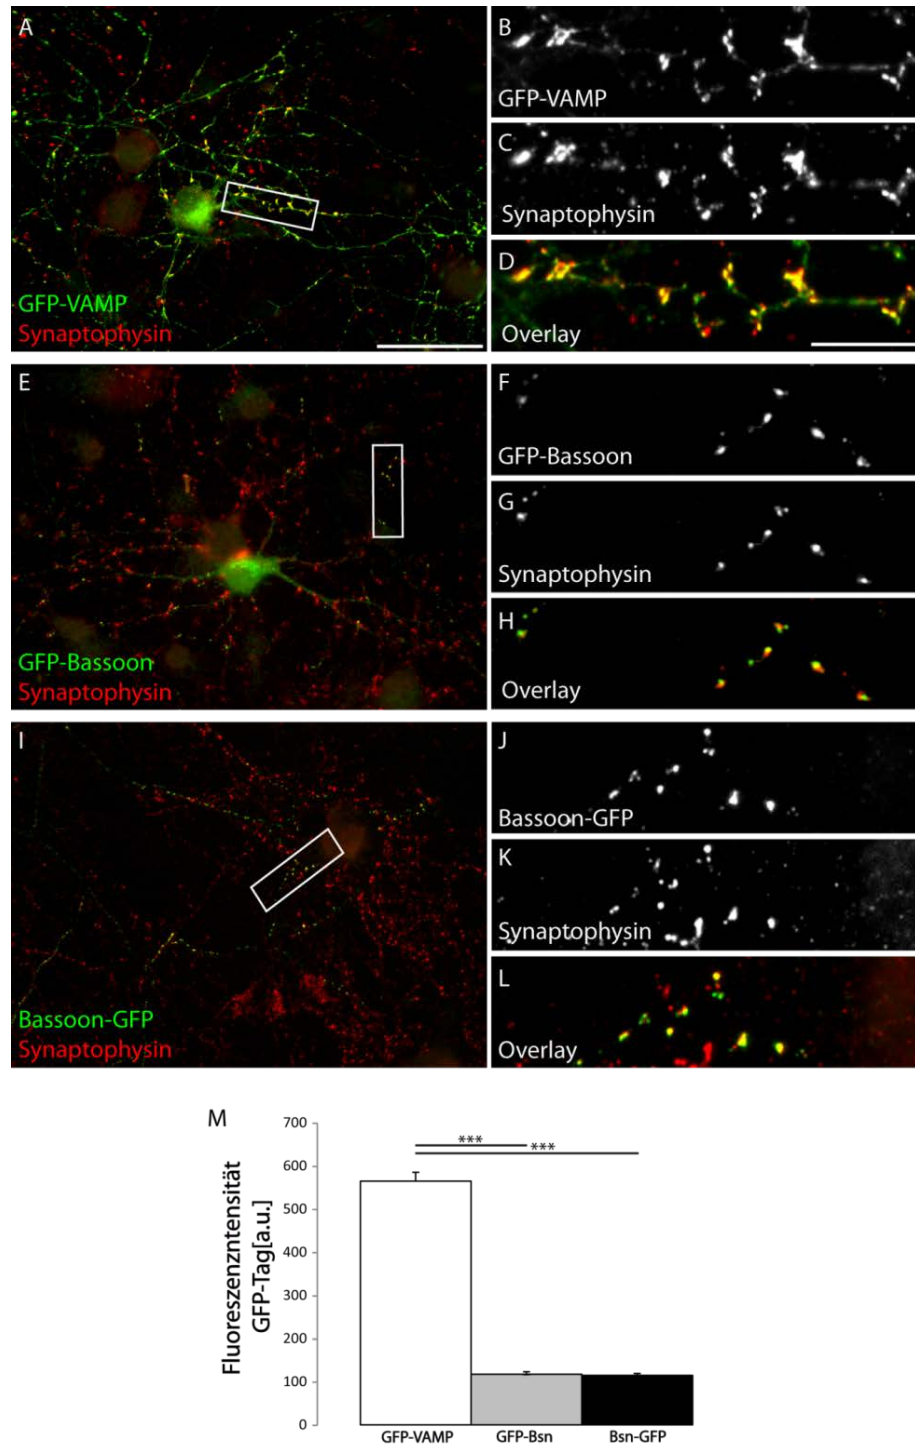 A
GFP-VAMP
Synaptophysin
B
GFP-VAMP
C
Synaptophysin
D
Overlay
E
GFP-Bassoon
Synaptophysin
F
GFP-Bassoon
G
Synaptophysin
H
Overlay
I
Bassoon-GFP
Synaptophysin
J
Bassoon-GFP
K
Synaptophysin
L
Overlay
M
Fluoreszenzntensität
GFP-Tag[a.u.]
700
600
500
400
300
200
100
0
***
***
GFP-VAMP
GFP-Bsn
Bsn-GFP